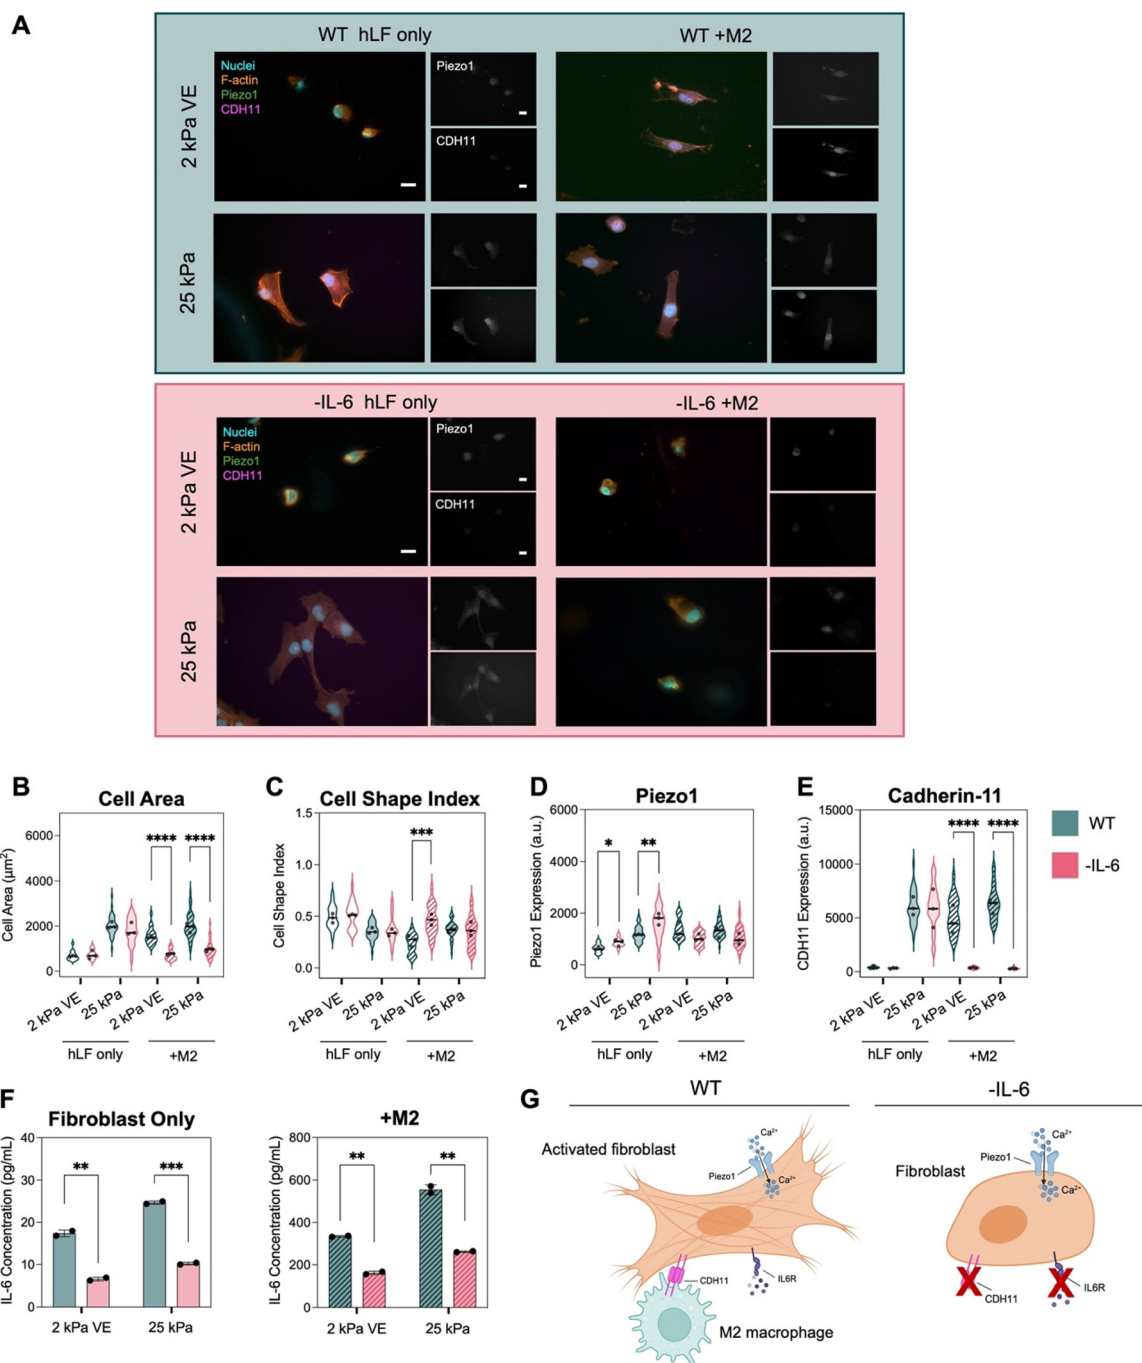 A
WT hLF only
WT +M2
2 kPa VE
Nuclei
F-actin
Piezo1
CDH11
Piezo1
CDH11
25 kPa
-IL-6 hLF only
-IL-6 +M2
2 kPa VE
Nuclei
F-actin
Piezo1
CDH11
Piezo1
CDH11
25 kPa
B
Cell Area
Cell Area (µm²)
6000
4000
2000
0
**** ****
2 kPa VE 25 kPa 2 kPa VE 25 kPa
hLF only +M2
C
Cell Shape Index
Cell Shape Index
1.5
1.0
0.5
0.0
***
2 kPa VE 25 kPa 2 kPa VE 25 kPa
hLF only +M2
D
Piezo1
Piezo1 Expression (a.u.)
6000
4000
2000
0
* **
2 kPa VE 25 kPa 2 kPa VE 25 kPa
hLF only +M2
E
Cadherin-11
CDH11 Expression (a.u.)
15000
10000
5000
0
**** ****
2 kPa VE 25 kPa 2 kPa VE 25 kPa
hLF only +M2
WT
-IL-6
F
Fibroblast Only
IL-6 Concentration (pg/mL)
40
30
20
10
0
** ***
2 kPa VE 25 kPa
+M2
IL-6 Concentration (pg/mL)
800
600
400
200
0
** **
2 kPa VE 25 kPa
G
WT
-IL-6
Activated fibroblast
Ca²⁺
Piezo1
Ca²⁺
CDH11
IL6R
M2 macrophage
Fibroblast
Ca²⁺
Piezo1
Ca²⁺
CDH11
IL6R